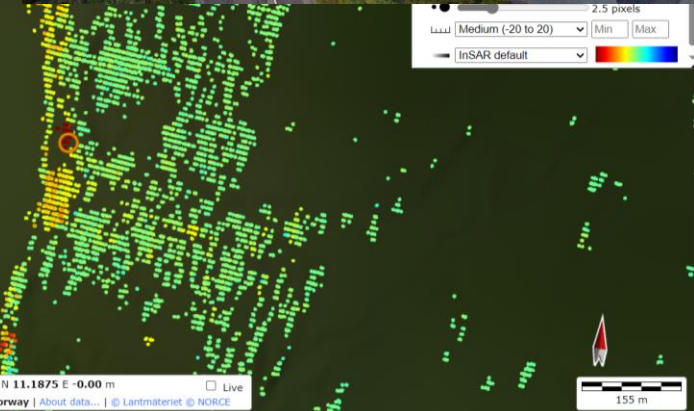 2.5 pixels
Medium (-20 to 20) Min Max
InSAR default
155 m
N 11.1875 E -0.00 m Live
orway | About data... | © Lantmäteriet © NORCE